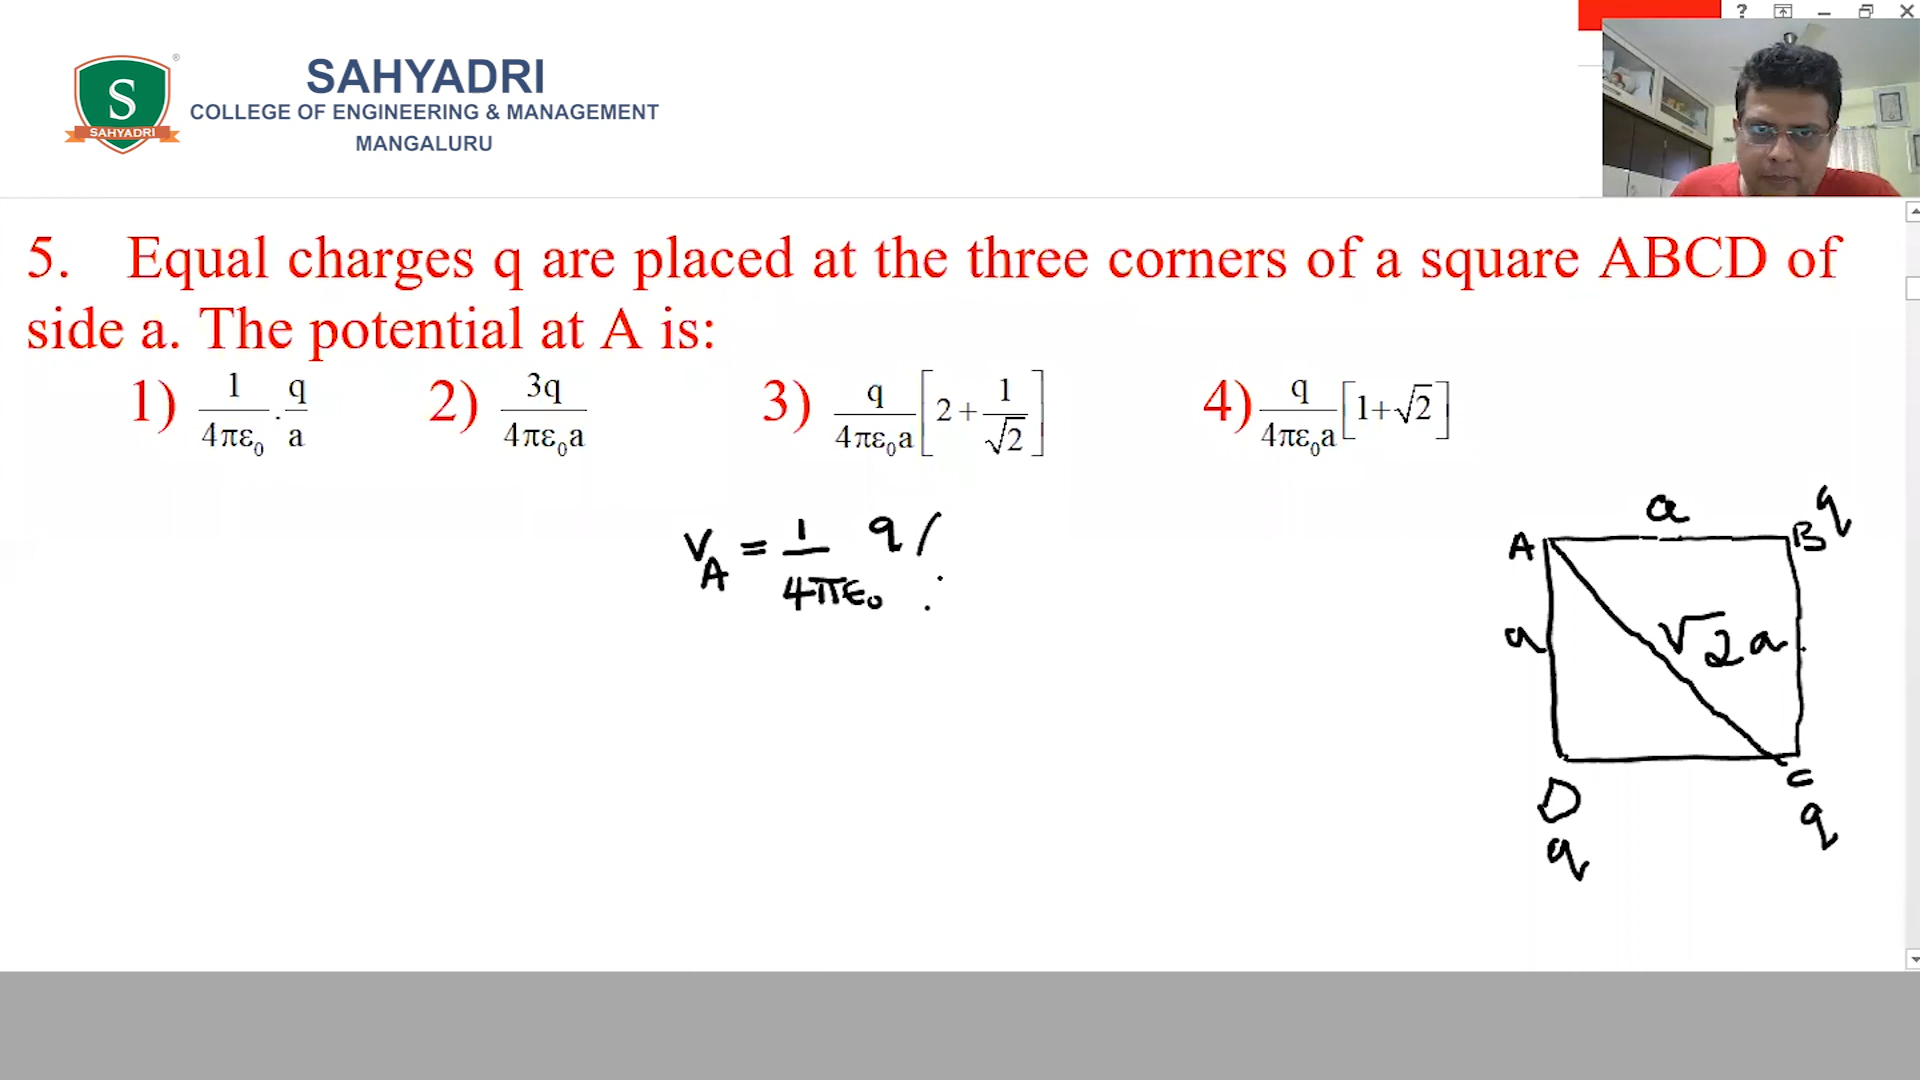 ?
S
SAHYADRI
®
SAHYADRI
COLLEGE OF ENGINEERING & MANAGEMENT
MANGALURU
5. Equal charges q are placed at the three corners of a square ABCD of
side a. The potential at A is:
1) 1/4πε₀ . q/a 2) 3q/4πε₀a 3) q/4πε₀a [2 + 1/√2] 4) q/4πε₀a [1+√2]
V_A = 1/4πε₀ q (
a
q
A
B
a
√2 a
D
C
q
q